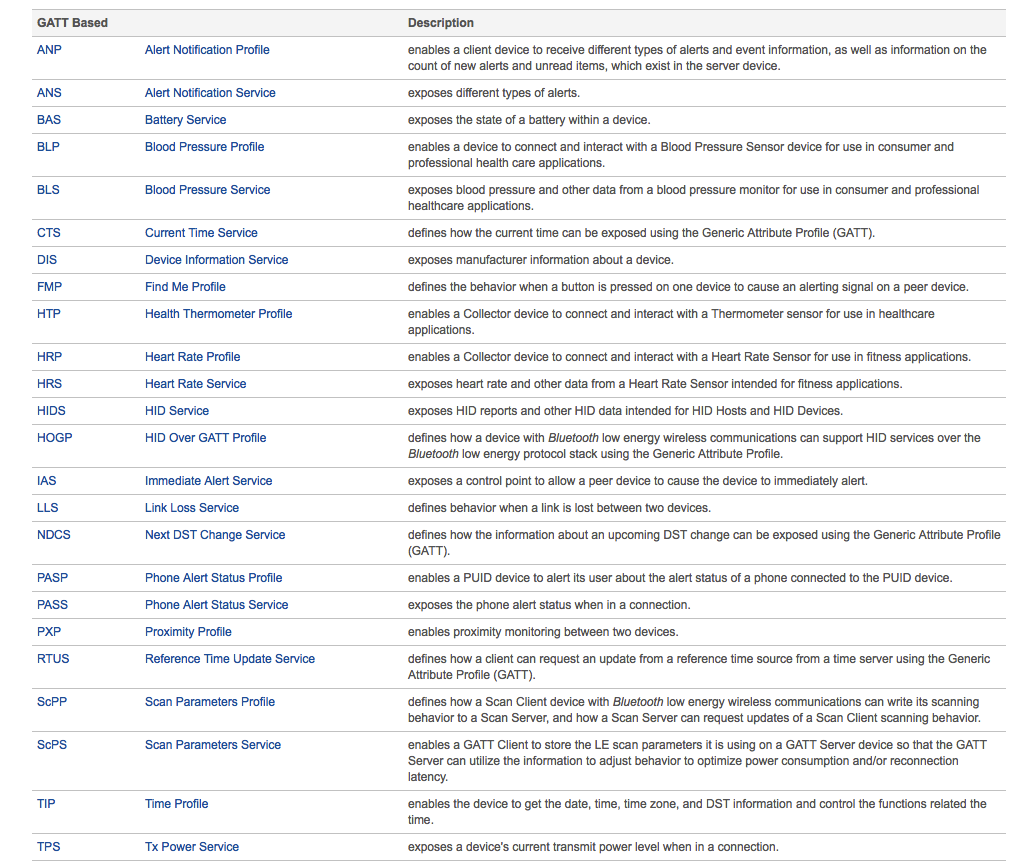 GATT Based Description
ANP Alert Notification Profile enables a client device to receive different types of alerts and event information, as well as information on the
count of new alerts and unread items, which exist in the server device.
ANS Alert Notification Service exposes different types of alerts.
BAS Battery Service exposes the state of a battery within a device.
BLP Blood Pressure Profile enables a device to connect and interact with a Blood Pressure Sensor device for use in consumer and
professional health care applications.
BLS Blood Pressure Service exposes blood pressure and other data from a blood pressure monitor for use in consumer and professional
healthcare applications.
CTS Current Time Service defines how the current time can be exposed using the Generic Attribute Profile (GATT).
DIS Device Information Service exposes manufacturer information about a device.
FMP Find Me Profile defines the behavior when a button is pressed on one device to cause an alerting signal on a peer device.
HTP Health Thermometer Profile enables a Collector device to connect and interact with a Thermometer sensor for use in healthcare
applications.
HRP Heart Rate Profile enables a Collector device to connect and interact with a Heart Rate Sensor for use in fitness applications.
HRS Heart Rate Service exposes heart rate and other data from a Heart Rate Sensor intended for fitness applications.
HIDS HID Service exposes HID reports and other HID data intended for HID Hosts and HID Devices.
HOGP HID Over GATT Profile defines how a device with Bluetooth low energy wireless communications can support HID services over the
Bluetooth low energy protocol stack using the Generic Attribute Profile.
IAS Immediate Alert Service exposes a control point to allow a peer device to cause the device to immediately alert.
LLS Link Loss Service defines behavior when a link is lost between two devices.
NDCS Next DST Change Service defines how the information about an upcoming DST change can be exposed using the Generic Attribute Profile
(GATT).
PASP Phone Alert Status Profile enables a PUID device to alert its user about the alert status of a phone connected to the PUID device.
PASS Phone Alert Status Service exposes the phone alert status when in a connection.
PXP Proximity Profile enables proximity monitoring between two devices.
RTUS Reference Time Update Service defines how a client can request an update from a reference time source from a time server using the Generic
Attribute Profile (GATT).
ScPP Scan Parameters Profile defines how a Scan Client device with Bluetooth low energy wireless communications can write its scanning
behavior to a Scan Server, and how a Scan Server can request updates of a Scan Client scanning behavior.
ScPS Scan Parameters Service enables a GATT Client to store the LE scan parameters it is using on a GATT Server device so that the GATT
Server can utilize the information to adjust behavior to optimize power consumption and/or reconnection
latency.
TIP Time Profile enables the device to get the date, time, time zone, and DST information and control the functions related the
time.
TPS Tx Power Service exposes a device's current transmit power level when in a connection.